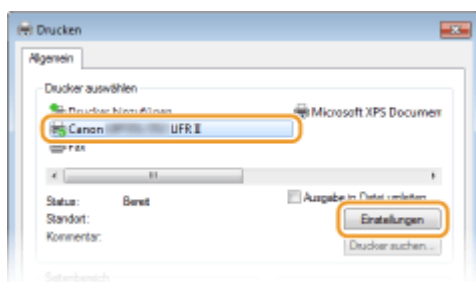 Drucken
Allgemein
Drucker auswählen
Drucker hinzufügen
Microsoft XPS Documen
Canon UFR II
Fax
Status: Bereit
Ausgabe in Datei umleiten
Standort:
Einstellungen
Kommentar:
Drucker suchen...
Seitenbereich